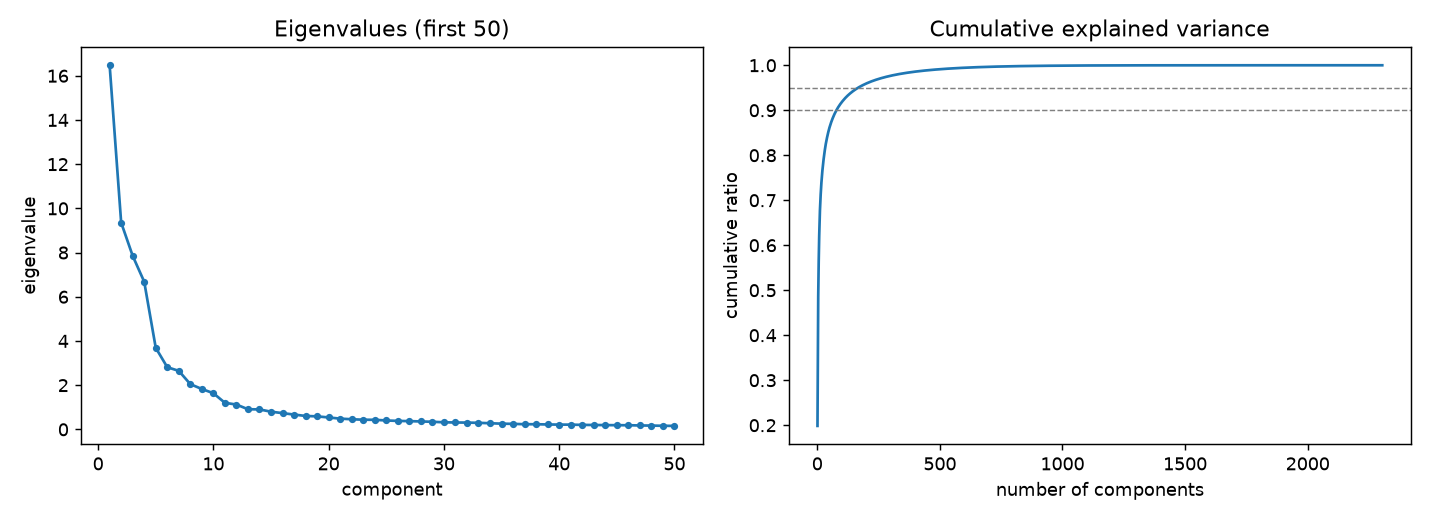 Eigenvalues (first 50)
eigenvalue
16
14
12
10
8
6
4
2
0
0 10 20 30 40 50
component
Cumulative explained variance
cumulative ratio
1.0
0.9
0.8
0.7
0.6
0.5
0.4
0.3
0.2
0 500 1000 1500 2000
number of components